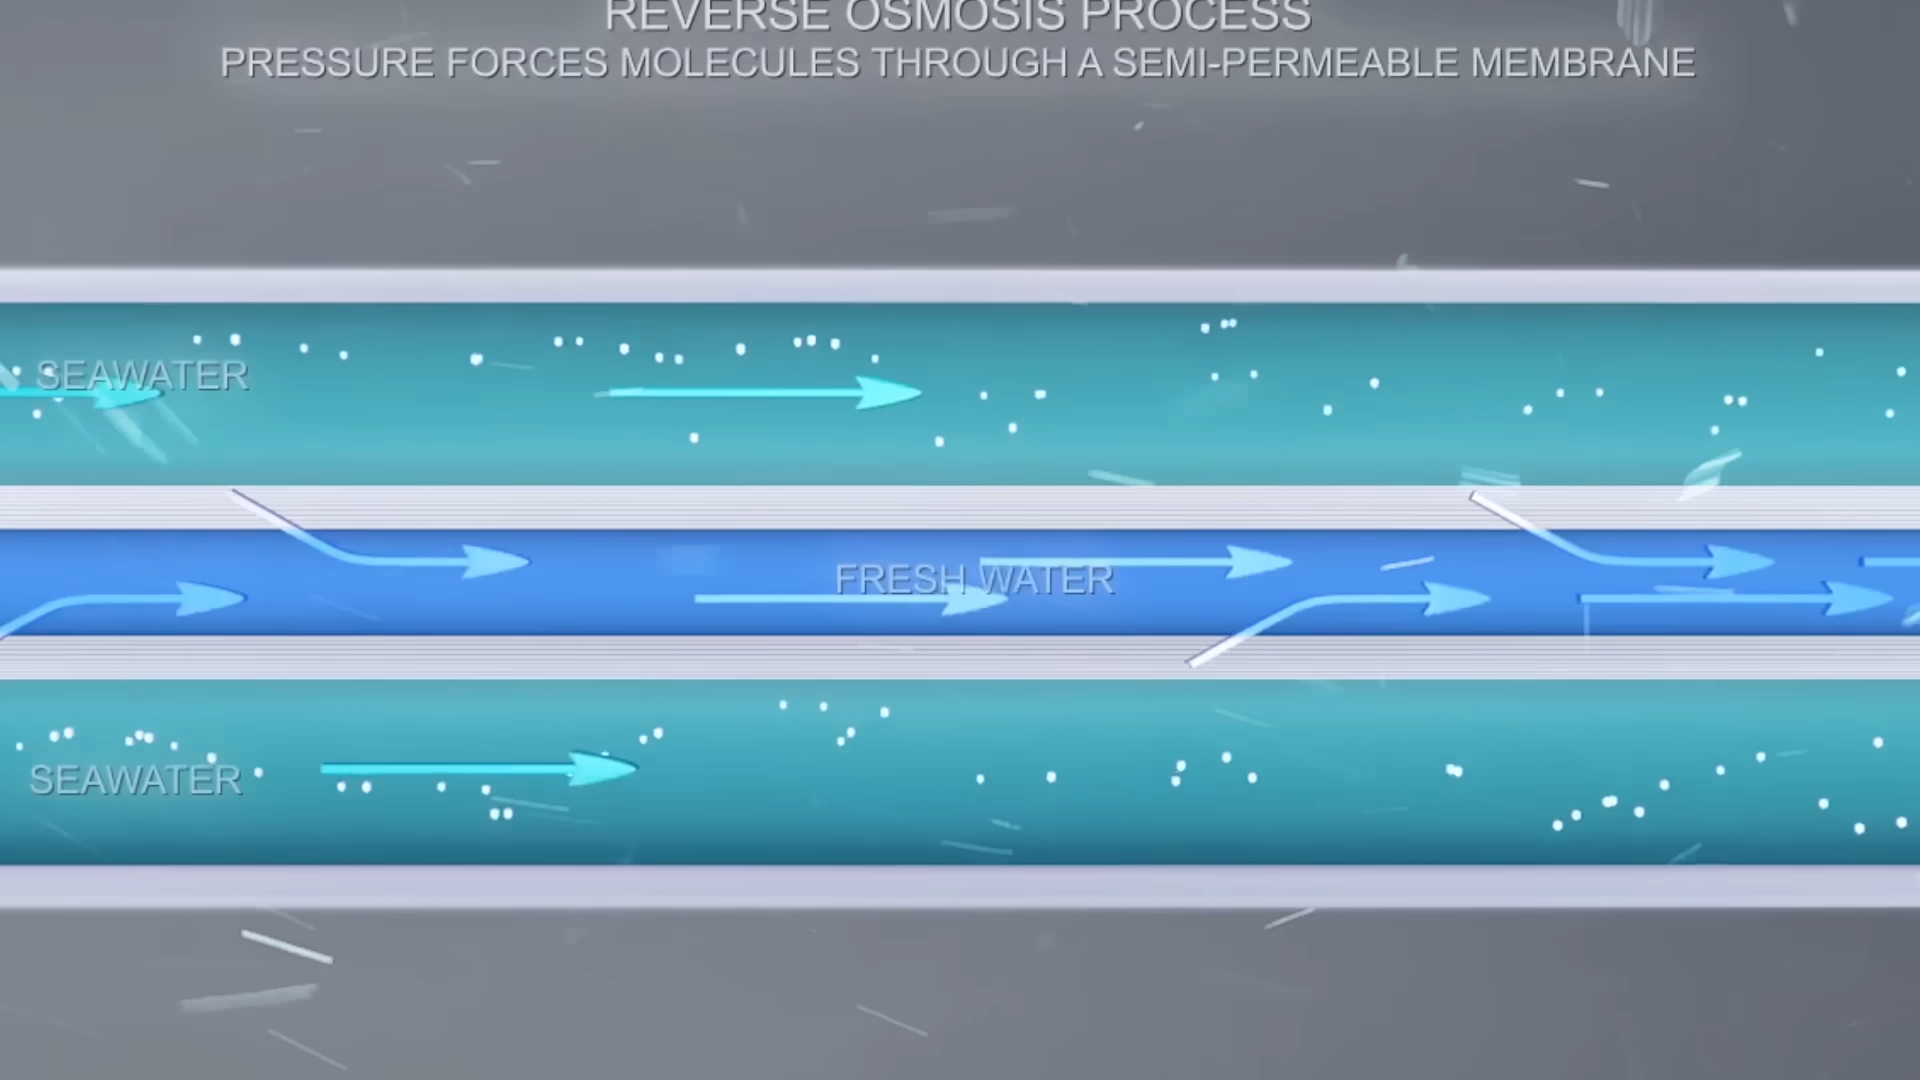 REVERSE OSMOSIS PROCESS
PRESSURE FORCES MOLECULES THROUGH A SEMI-PERMEABLE MEMBRANE
SEAWATER
FRESH WATER
SEAWATER